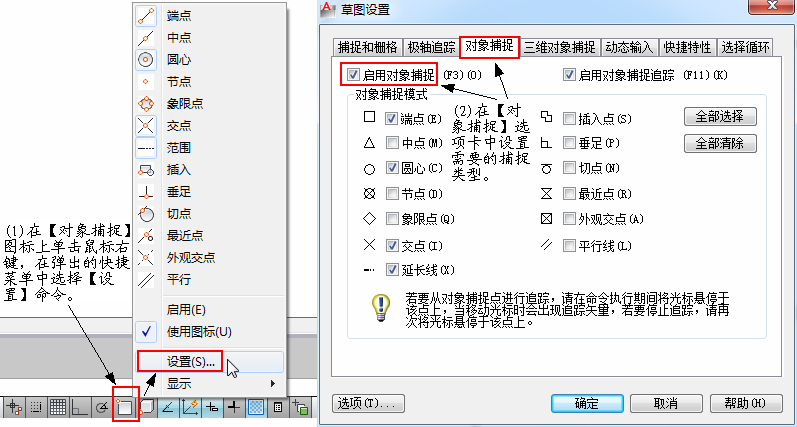 端点
中点
圆心
节点
象限点
交点
范围
插入
垂足
切点
最近点
外观交点
平行
启用(E)
使用图标(U)
设置(S)...
显示
(1)在【对象捕捉】
图标上单击鼠标右
键，在弹出的快捷
菜单中选择【设
置】命令。
草图设置
捕捉和栅格 极轴追踪 对象捕捉 三维对象捕捉 动态输入 快捷特性 选择循环
启用对象捕捉 (F3)(O) 启用对象捕捉追踪 (F11)(K)
对象捕捉模式
端点(E) 插入点(S) 全部选择
中点(M) 垂足(P) 全部清除
圆心(C) 切点(N)
节点(D) 最近点(R)
象限点(Q) 外观交点(A)
交点(I) 平行线(L)
延长线(X)
(2)在【对
象捕捉】选
项卡中设置
需要的捕捉
类型。
若要从对象捕捉点进行追踪，请在命令执行期间将光标悬停于
该点上，当移动光标时会出现追踪矢量，若要停止追踪，请再
次将光标悬停于该点上。
选项(T)... 确定 取消 帮助(H)